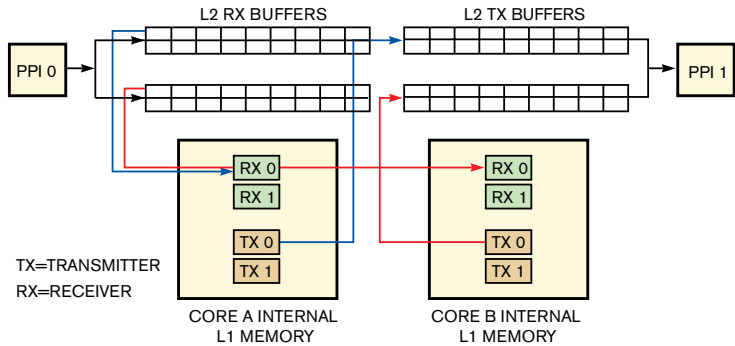 L2 RX BUFFERS
L2 TX BUFFERS
PPI 0
PPI 1
RX 0
RX 1
TX 0
TX 1
RX 0
RX 1
TX 0
TX 1
TX=TRANSMITTER
RX=RECEIVER
CORE A INTERNAL
L1 MEMORY
CORE B INTERNAL
L1 MEMORY